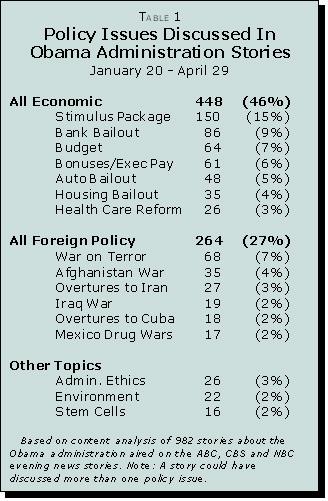 TABLE 1
Policy Issues Discussed In
Obama Administration Stories
January 20 - April 29
All Economic 448 (46%)
Stimulus Package 150 (15%)
Bank Bailout 86 (9%)
Budget 64 (7%)
Bonuses/Exec Pay 61 (6%)
Auto Bailout 48 (5%)
Housing Bailout 35 (4%)
Health Care Reform 26 (3%)
All Foreign Policy 264 (27%)
War on Terror 68 (7%)
Afghanistan War 35 (4%)
Overtures to Iran 27 (3%)
Iraq War 19 (2%)
Overtures to Cuba 18 (2%)
Mexico Drug Wars 17 (2%)
Other Topics
Admin. Ethics 26 (3%)
Environment 22 (2%)
Stem Cells 16 (2%)
Based on content analysis of 982 stories about the
Obama administration aired on the ABC, CBS and NBC
evening news stories. Note: A story could have
discussed more than one policy issue.